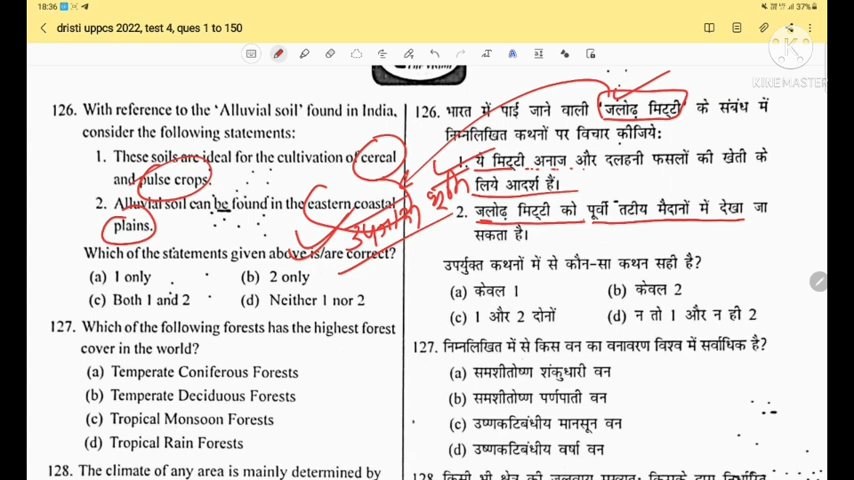 18:36
37%
dristi uppcs 2022, test 4, ques 1 to 150
K
KINEMASTER
The Vision
126. With reference to the 'Alluvial soil' found in India,
consider the following statements:
1. These soils are ideal for the cultivation of cereal
and pulse crops.
2. Alluvial soil can be found in the eastern coastal
plains.
Which of the statements given above is/are correct?
(a) 1 only
(b) 2 only
(c) Both 1 and 2
(d) Neither 1 nor 2
127. Which of the following forests has the highest forest
cover in the world?
(a) Temperate Coniferous Forests
(b) Temperate Deciduous Forests
(c) Tropical Monsoon Forests
(d) Tropical Rain Forests
128. The climate of any area is mainly determined by
उपजाऊ
126. भारत में पाई जाने वाली 'जलोढ़ मिट्टी' के संबंध में
निम्नलिखित कथनों पर विचार कीजिये:
1. ये मिट्टी अनाज और दलहनी फसलों की खेती के
लिये आदर्श हैं।
2. जलोढ़ मिट्टी को पूर्वी तटीय मैदानों में देखा जा
सकता है।
उपर्युक्त कथनों में से कौन-सा कथन सही है?
(a) केवल 1
(b) केवल 2
(c) 1 और 2 दोनों
(d) न तो 1 और न ही 2
127. निम्नलिखित में से किस वन का वनावरण विश्व में सर्वाधिक है?
(a) समशीतोष्ण शंकुधारी वन
(b) समशीतोष्ण पर्णपाती वन
(c) उष्णकटिबंधीय मानसून वन
(d) उष्णकटिबंधीय वर्षा वन
128. किसी भी क्षेत्र की जलवायु मुख्यतः किसके द्वारा निर्धारित